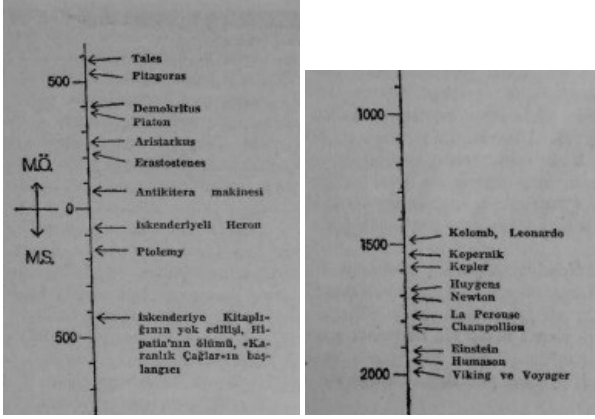 Tales
500
Pitagoras
Demokritus
Platon
Aristarkus
Erastostenes
M.Ö.
Antikitera makinesi
0
İskenderiyeli Heron
M.S.
Ptolemy
İskenderiye Kitaplı-
ğının yok edilişi, Hi-
patia'nın ölümü, «Ka-
ranlık Çağlar»ın baş-
langıcı
500
1000
Kolomb, Leonardo
1500
Kopernik
Kepler
Huygens
Newton
La Perouse
Champollion
Einstein
Humason
2000
Viking ve Voyager